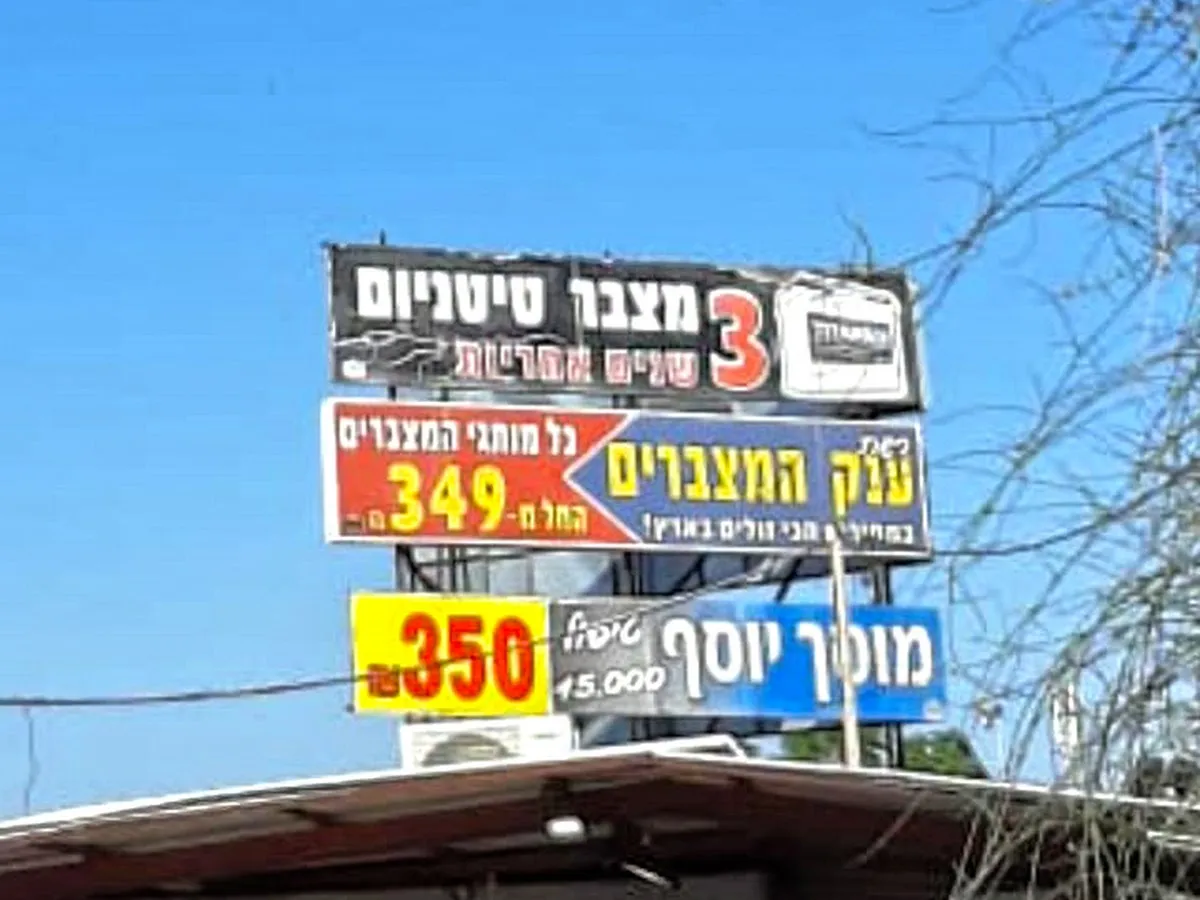 מצבר טיטניום
3
שנים אחריות
רשת
ענק המצברים
במחירים הכי זולים בארץ!
כל מותגי המצברים
החל מ-349
מוסך יוסף
טיפול
15.000
350 ש"ח